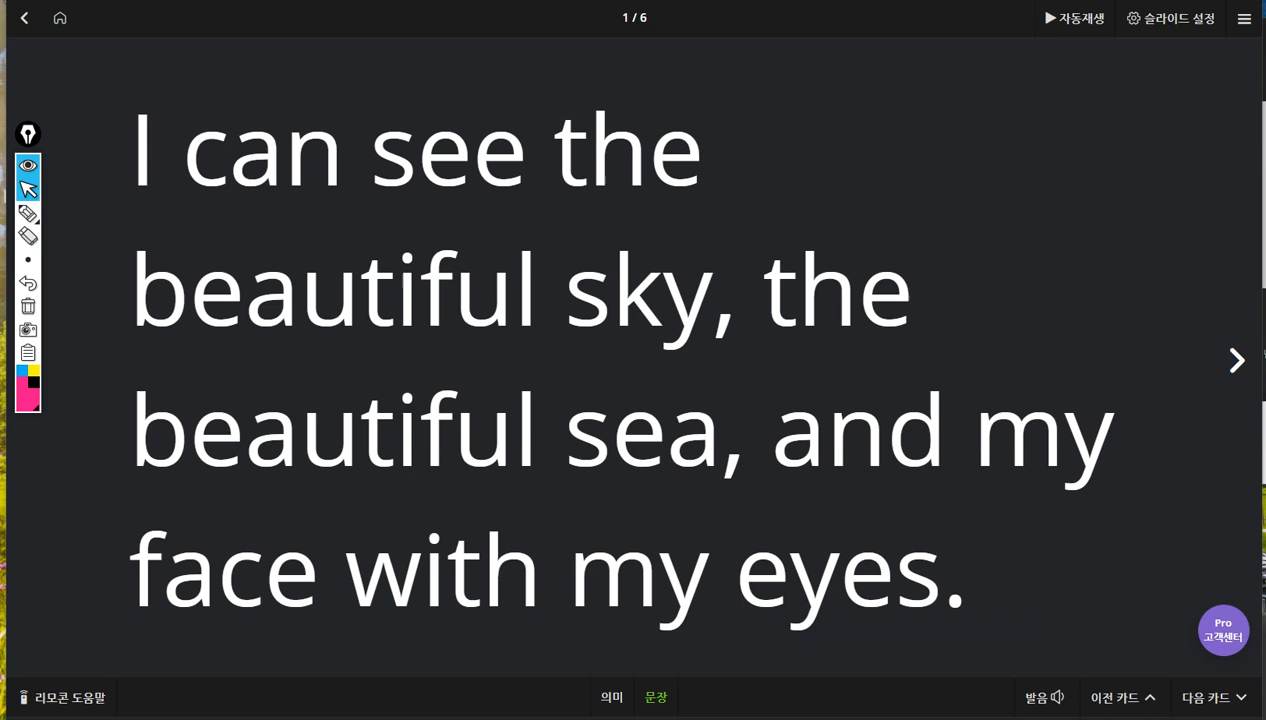 1 / 6
자동재생
슬라이드 설정
I can see the
beautiful sky, the
beautiful sea, and my
face with my eyes.
Pro
고객센터
리모콘 도움말
의미
문장
발음
이전 카드
다음 카드